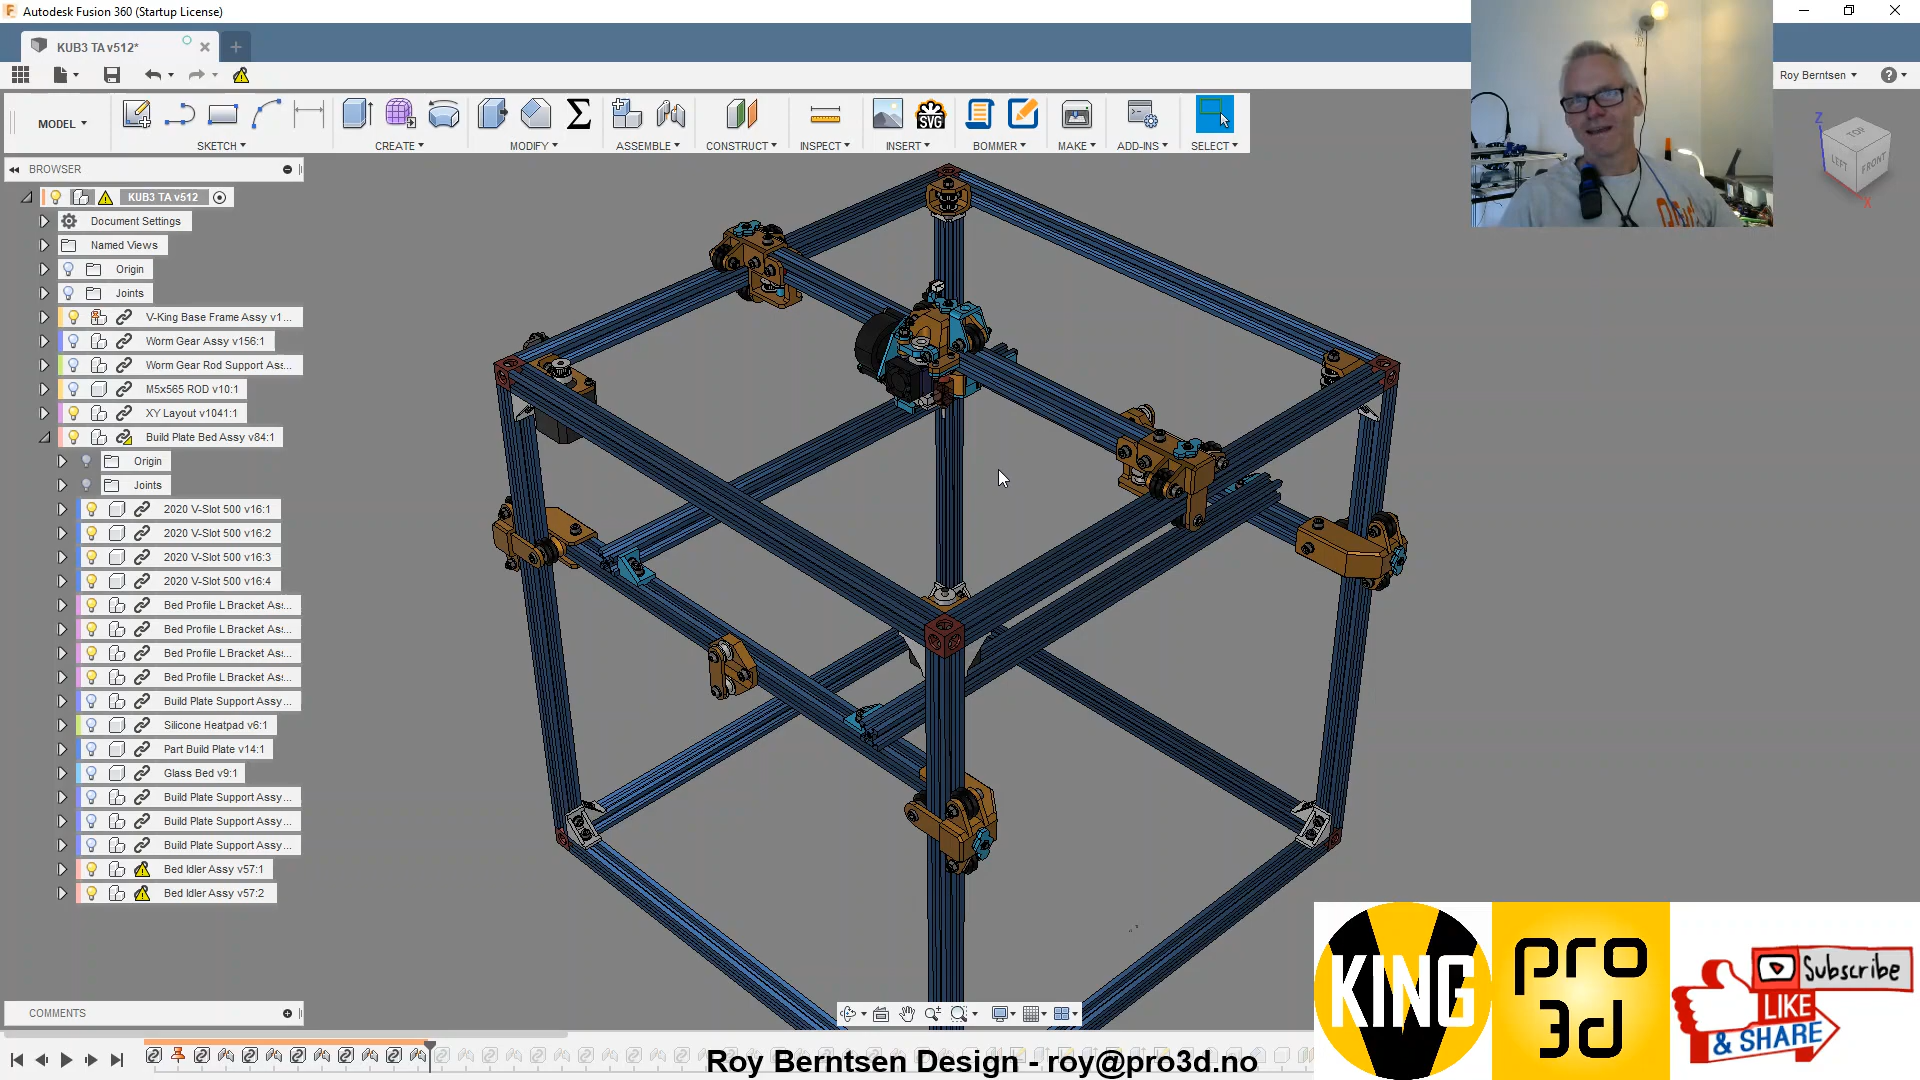 Autodesk Fusion 360 (Startup License)
KUB3 TA v512*
Roy Berntsen
MODEL
SKETCH
CREATE
MODIFY
ASSEMBLE
CONSTRUCT
INSPECT
INSERT
SVG
BOMMER
MAKE
ADD-INS
SELECT
Z
TOP
LEFT
FRONT
X
BROWSER
KUB3 TA v512
Document Settings
Named Views
Origin
Joints
V-King Base Frame Assy v1...
Worm Gear Assy v156:1
Worm Gear Rod Support Ass...
M5x565 ROD v10:1
XY Layout v1041:1
Build Plate Bed Assy v84:1
Origin
Joints
2020 V-Slot 500 v16:1
2020 V-Slot 500 v16:2
2020 V-Slot 500 v16:3
2020 V-Slot 500 v16:4
Bed Profile L Bracket Ass...
Bed Profile L Bracket Ass...
Bed Profile L Bracket Ass...
Bed Profile L Bracket Ass...
Build Plate Support Assy...
Silicone Heatpad v6:1
Part Build Plate v14:1
Glass Bed v9:1
Build Plate Support Assy...
Build Plate Support Assy...
Build Plate Support Assy...
Bed Idler Assy v57:1
Bed Idler Assy v57:2
COMMENTS
KING
pro
3d
Subscribe
LIKE
& SHARE
Roy Berntsen Design - roy@pro3d.no